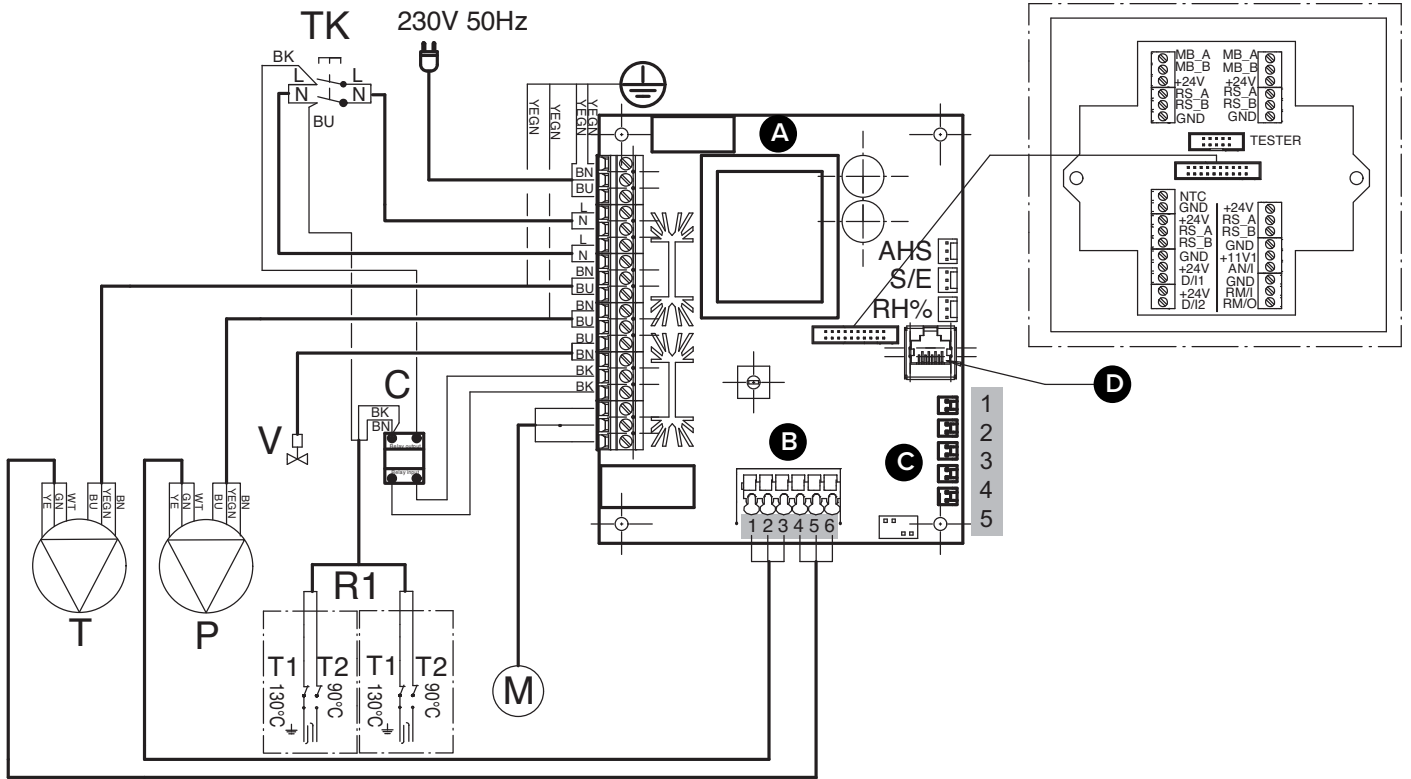 TK
230V 50Hz
BK
L
L
N
N
BU
YEGN
YEGN
YEGN
YEGN
A
BN
BU
L
N
L
N
BN
BU
BN
BU
BU
BN
BK
BK
AHS
S/E
RH%
D
1
2
3
4
5
C
B
1 2 3 4 5 6
MB_A MB_A
MB_B MB_B
+24V +24V
RS_A RS_A
RS_B RS_B
GND GND
TESTER
NTC
GND +24V
+24V RS_A
RS_A RS_B
RS_B GND
GND +11V1
+24V AN/I
D/I1 GND
+24V RM/I
D/I2 RM/O
C
BK
BN
Relay output
Relay input
V
YE
GN
WT
BU
YEGN
BN
T
YE
GN
WT
BU
YEGN
BN
P
R1
T1 T2
130°C 90°C
T1 T2
130°C 90°C
M